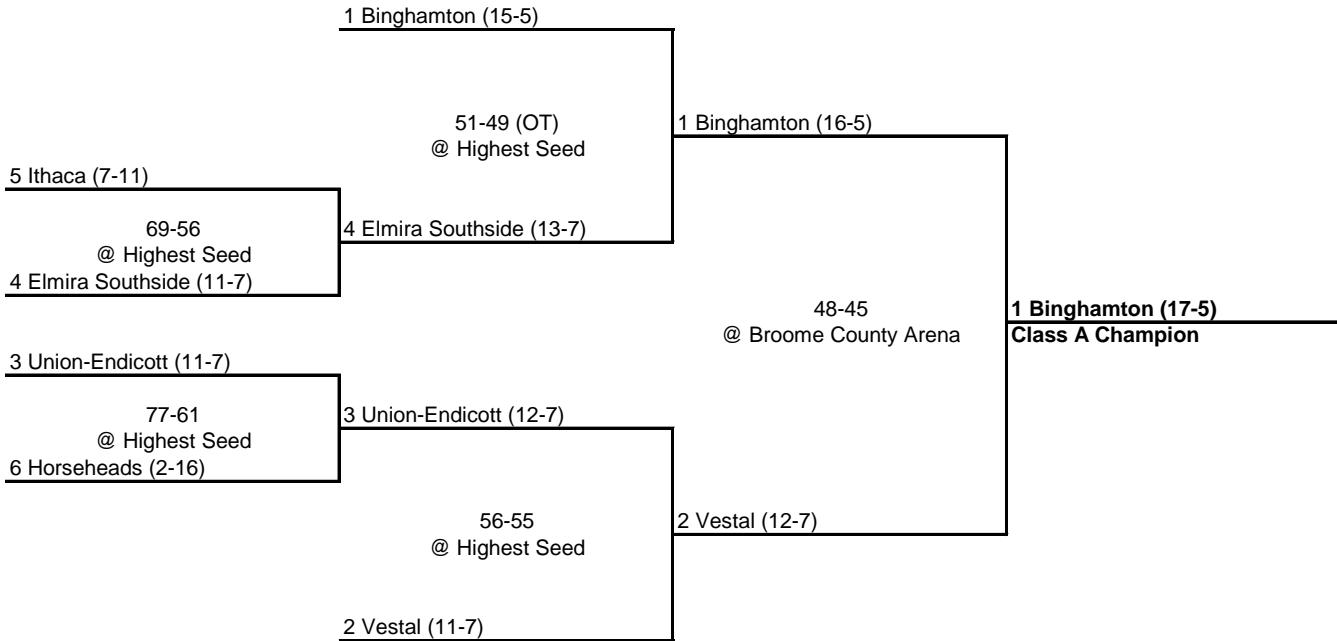 1 Binghamton (15-5)
51-49 (OT)
@ Highest Seed
1 Binghamton (16-5)
5 Ithaca (7-11)
69-56
@ Highest Seed
4 Elmira Southside (13-7)
4 Elmira Southside (11-7)
48-45
@ Broome County Arena
1 Binghamton (17-5)
Class A Champion
3 Union-Endicott (11-7)
77-61
@ Highest Seed
3 Union-Endicott (12-7)
6 Horseheads (2-16)
56-55
@ Highest Seed
2 Vestal (12-7)
2 Vestal (11-7)